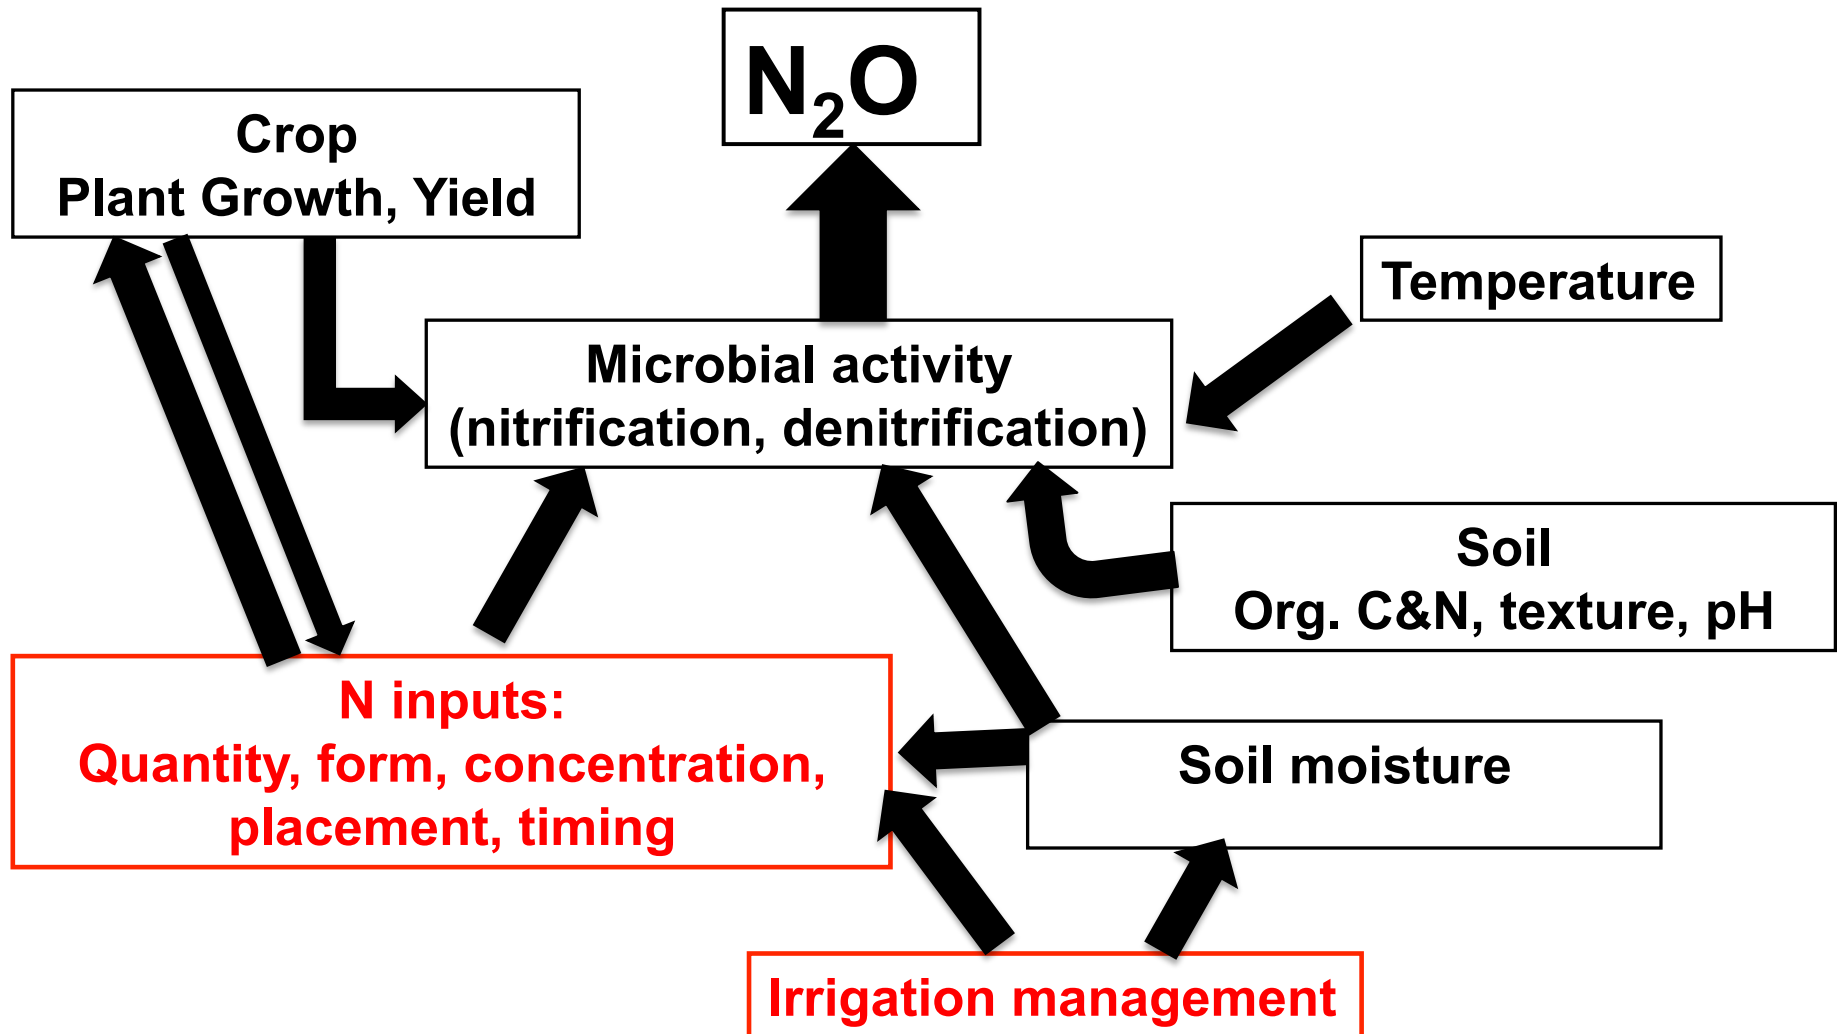 N₂O
Crop
Plant Growth, Yield
Temperature
Microbial activity
(nitrification, denitrification)
Soil
Org. C&N, texture, pH
N inputs:
Quantity, form, concentration,
placement, timing
Soil moisture
Irrigation management